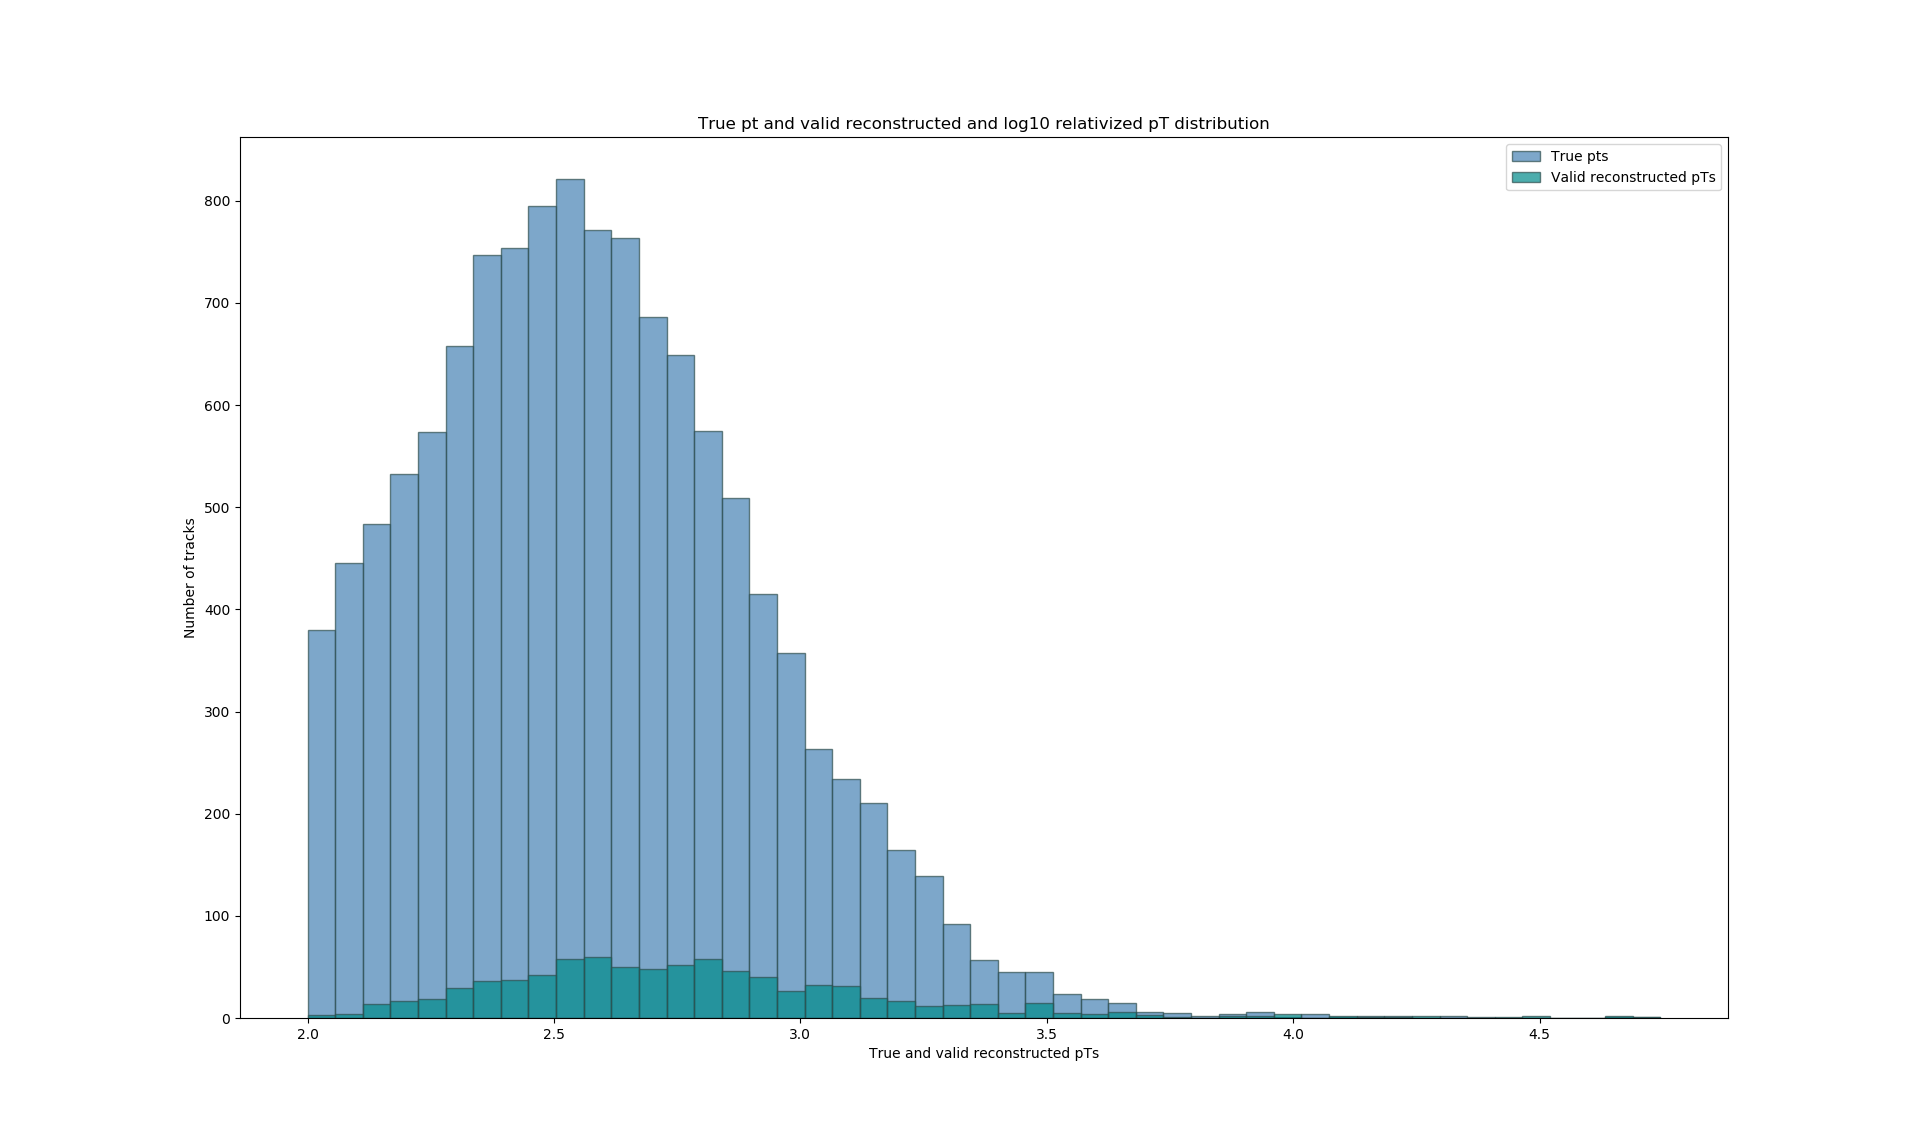 True pt and valid reconstructed and log10 relativized pT distribution
True pts
Valid reconstructed pTs
800
700
600
500
400
300
200
100
0
Number of tracks
2.0 2.5 3.0 3.5 4.0 4.5
True and valid reconstructed pTs